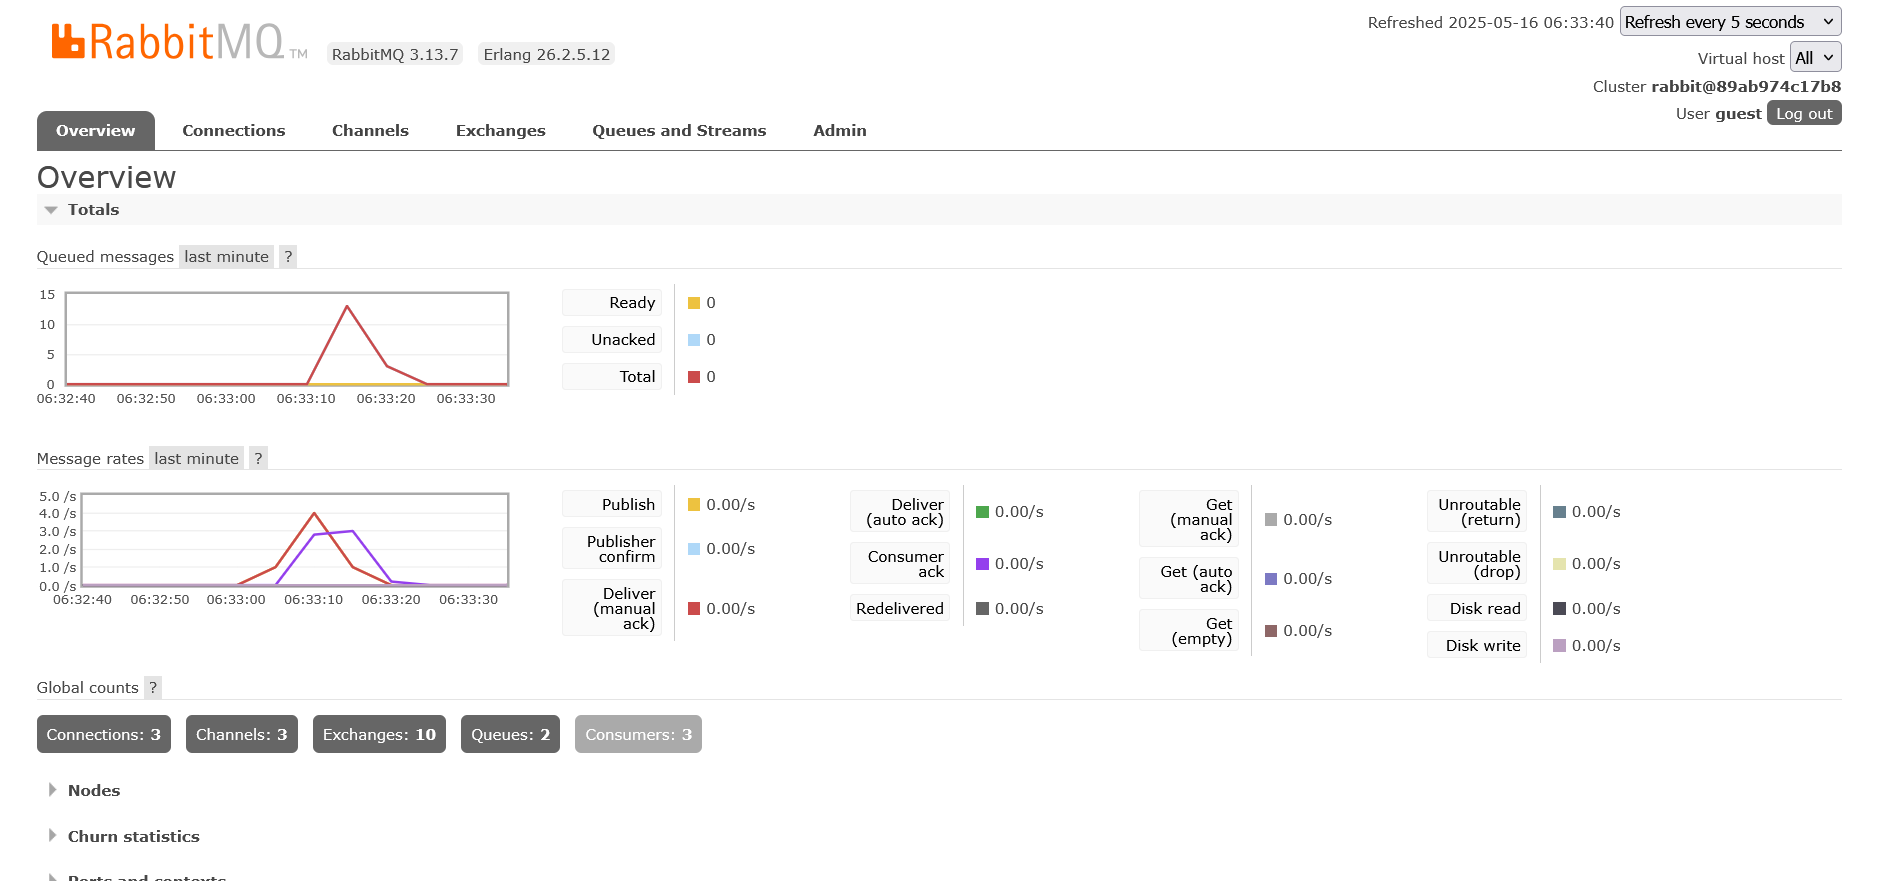 RabbitMQ TM RabbitMQ 3.13.7 Erlang 26.2.5.12
Refreshed 2025-05-16 06:33:40 Refresh every 5 seconds
Virtual host All
Cluster rabbit@89ab974c17b8
User guest Log out
Overview Connections Channels Exchanges Queues and Streams Admin
Overview
Totals
Queued messages last minute ?
15
10
5
0
06:32:40 06:32:50 06:33:00 06:33:10 06:33:20 06:33:30
Ready 0
Unacked 0
Total 0
Message rates last minute ?
5.0 /s
4.0 /s
3.0 /s
2.0 /s
1.0 /s
0.0 /s
06:32:40 06:32:50 06:33:00 06:33:10 06:33:20 06:33:30
Publish 0.00/s
Publisher
confirm 0.00/s
Deliver
(manual
ack) 0.00/s
Deliver
(auto ack) 0.00/s
Consumer
ack 0.00/s
Redelivered 0.00/s
Get
(manual
ack) 0.00/s
Get (auto
ack) 0.00/s
Get
(empty) 0.00/s
Unroutable
(return) 0.00/s
Unroutable
(drop) 0.00/s
Disk read 0.00/s
Disk write 0.00/s
Global counts ?
Connections: 3 Channels: 3 Exchanges: 10 Queues: 2 Consumers: 3
Nodes
Churn statistics
Ports and contexts